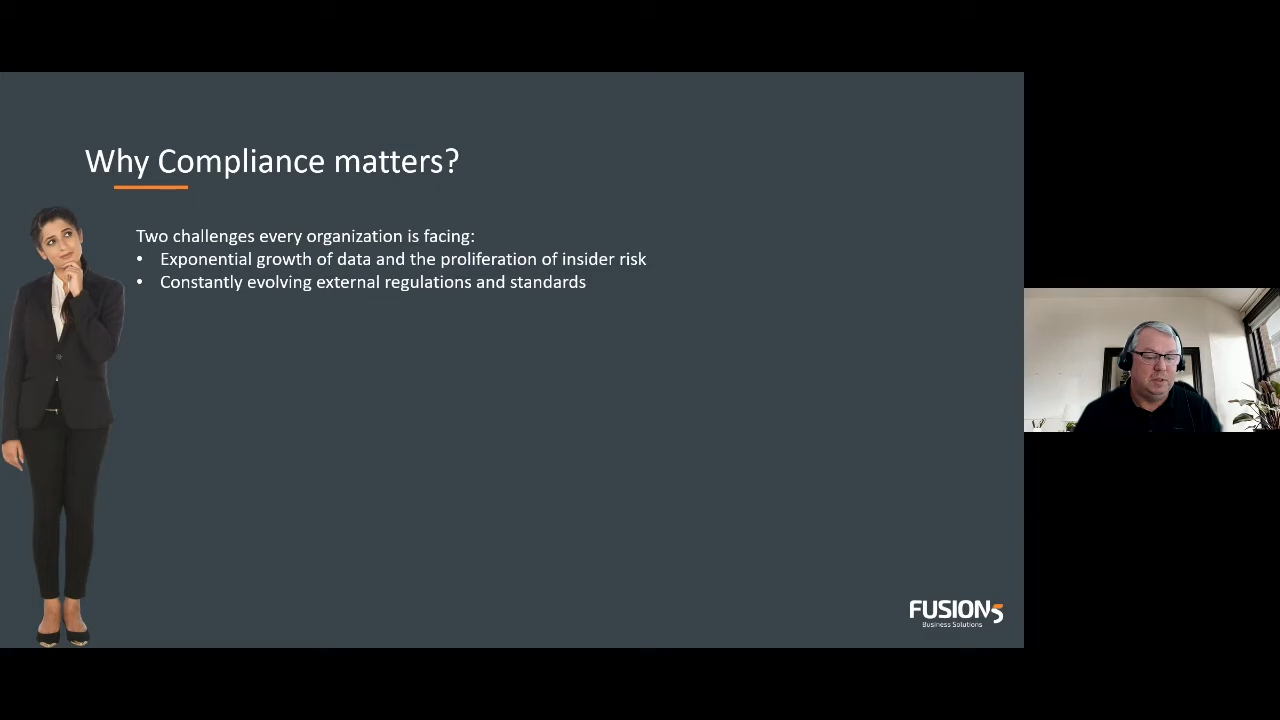 Why Compliance matters?
Two challenges every organization is facing:
• Exponential growth of data and the proliferation of insider risk
• Constantly evolving external regulations and standards
FUSION5
Business Solutions